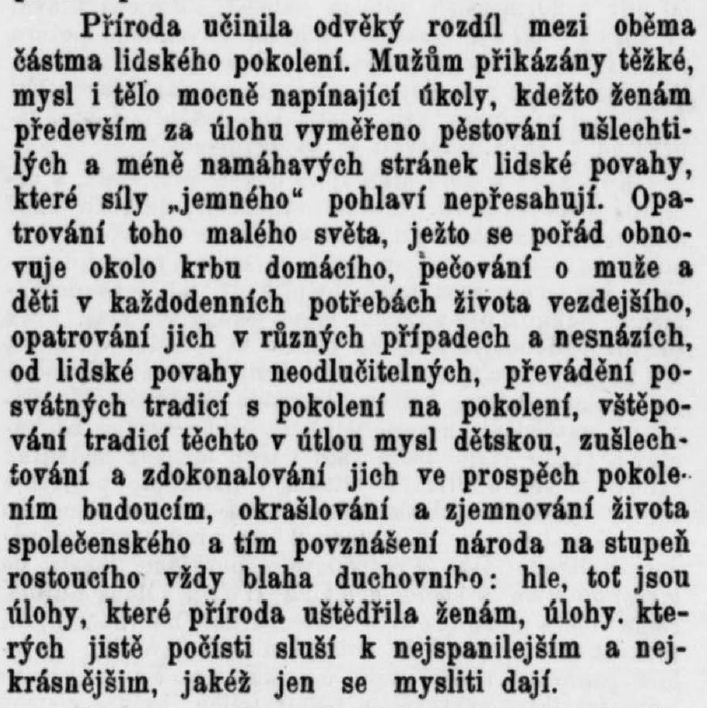 Příroda učinila odvěký rozdíl mezi oběma
částma lidského pokolení. Mužům přikázány těžké,
mysl i tělo mocně napínající úkoly, kdežto ženám
především za úlohu vyměřeno pěstování ušlechti-
lých a méně namáhavých stránek lidské povahy,
které síly „jemného“ pohlaví nepřesahují. Opa-
trování toho malého světa, ježto se pořád obno-
vuje okolo krbu domácího, pečování o muže a
děti v každodenních potřebách života vezdejšího,
opatrování jich v různých případech a nesnázích,
od lidské povahy neodlučitelných, převádění po-
svátných tradicí s pokolení na pokolení, vštěpo-
vání tradicí těchto v útlou mysl dětskou, zušlech-
ťování a zdokonalování jich ve prospěch pokole-
ním budoucím, okrašlování a zjemnování života
společenského a tím povznášení národa na stupeň
rostoucího vždy blaha duchovního: hle, toť jsou
úlohy, které příroda uštědřila ženám, úlohy. kte-
rých jistě počísti sluší k nejspanilejším a nej-
krásnějšim, jakéž jen se mysliti dají.